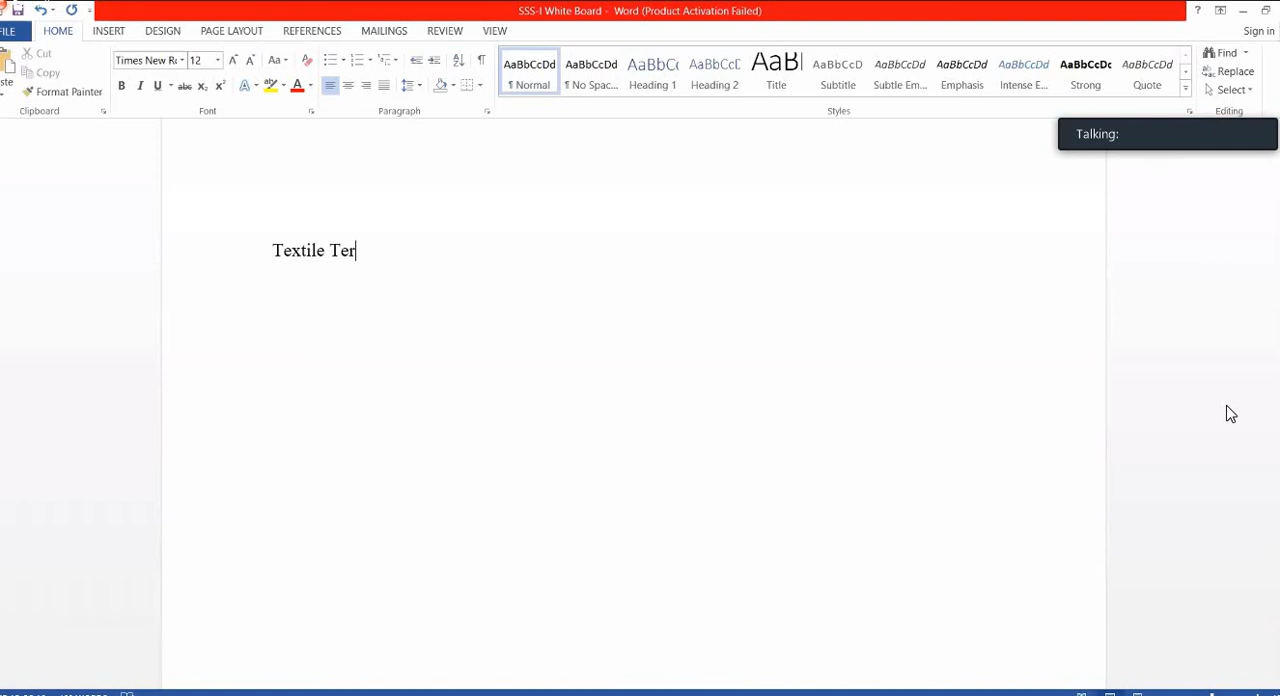 SSS-I White Board - Word (Product Activation Failed)
FILE HOME INSERT DESIGN PAGE LAYOUT REFERENCES MAILINGS REVIEW VIEW Sign in
Cut
Copy
Format Painter
Clipboard
Times New Ro 12
Font
Paragraph
AaBbCcDd AaBbCcDd AaBbCc AaBbCcD AaB AaBbCcD AaBbCcDd AaBbCcDd AaBbCcDd AaBbCcDc AaBbCcDd
¶ Normal ¶ No Spac... Heading 1 Heading 2 Title Subtitle Subtle Em... Emphasis Intense E... Strong Quote
Styles
Find
Replace
Select
Editing
Talking:
Textile Ter